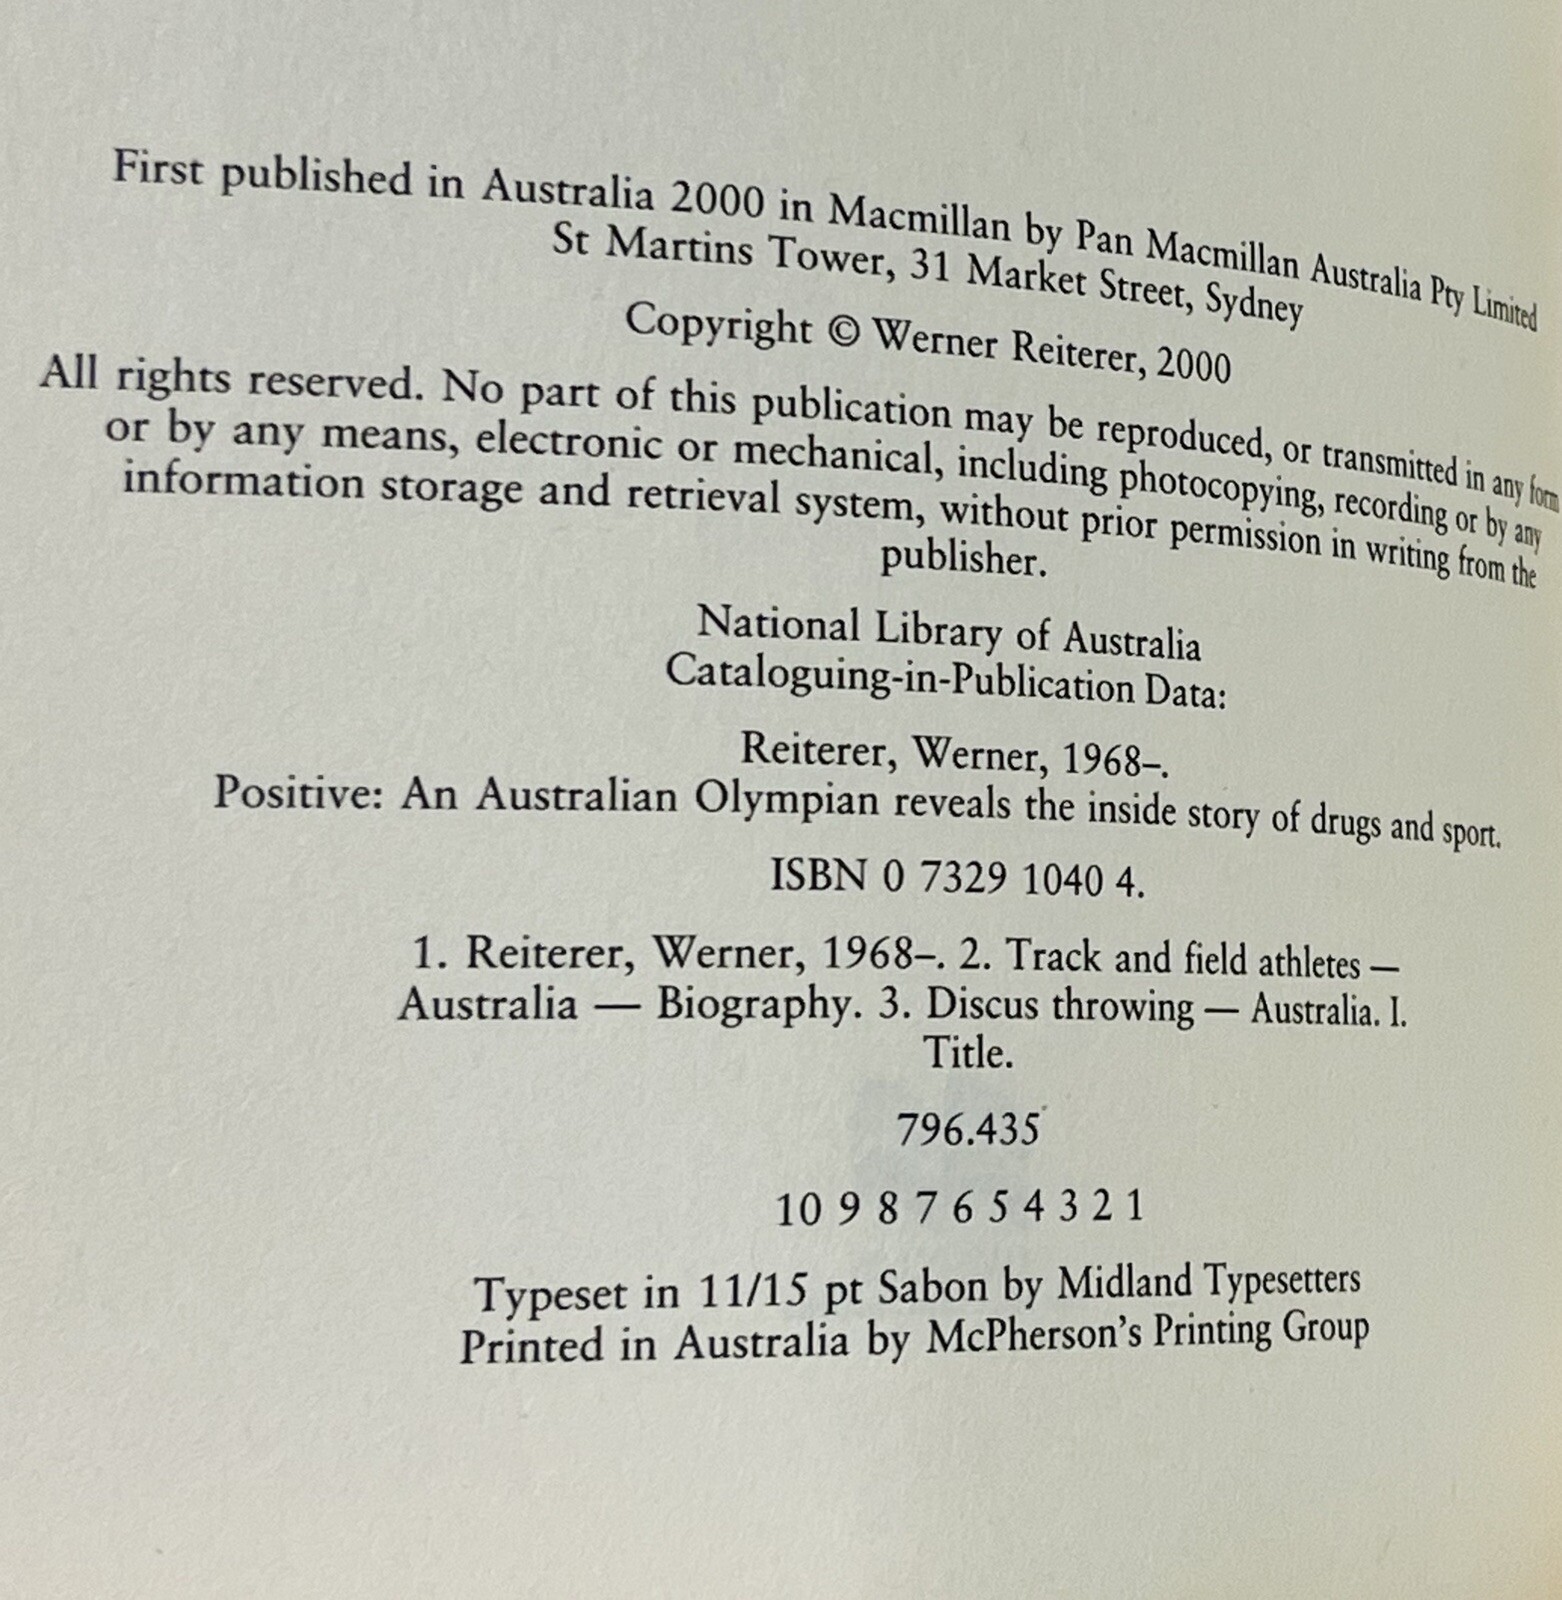 First published in Australia 2000 in Macmillan by Pan Macmillan Australia Pty Limited
St Martins Tower, 31 Market Street, Sydney
Copyright © Werner Reiterer, 2000
All rights reserved. No part of this publication may be reproduced, or transmitted in any form
or by any means, electronic or mechanical, including photocopying, recording or by any
information storage and retrieval system, without prior permission in writing from the
publisher.
National Library of Australia
Cataloguing-in-Publication Data:
Reiterer, Werner, 1968–.
Positive: An Australian Olympian reveals the inside story of drugs and sport.
ISBN 0 7329 1040 4.
1. Reiterer, Werner, 1968–. 2. Track and field athletes —
Australia — Biography. 3. Discus throwing — Australia. I.
Title.
796.435
10 9 8 7 6 5 4 3 2 1
Typeset in 11/15 pt Sabon by Midland Typesetters
Printed in Australia by McPherson's Printing Group